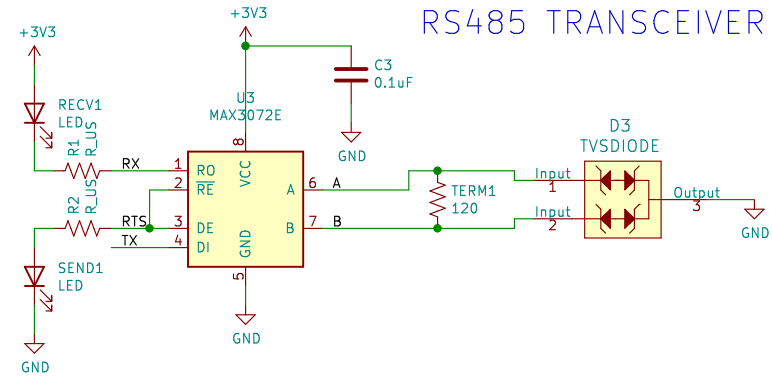 RS485 TRANSCEIVER
+3V3
+3V3
RECV1
LED
R1
R_US
RX
C3
0.1uF
GND
U3
MAX3072E
8
VCC
1
RO
2
RE
3
DE
4
DI
GND
5
GND
A
6
A
B
7
B
R2
R_US
RTS
TX
SEND1
LED
GND
TERM1
120
D3
TVSDIODE
Input
1
Input
2
Output
3
GND